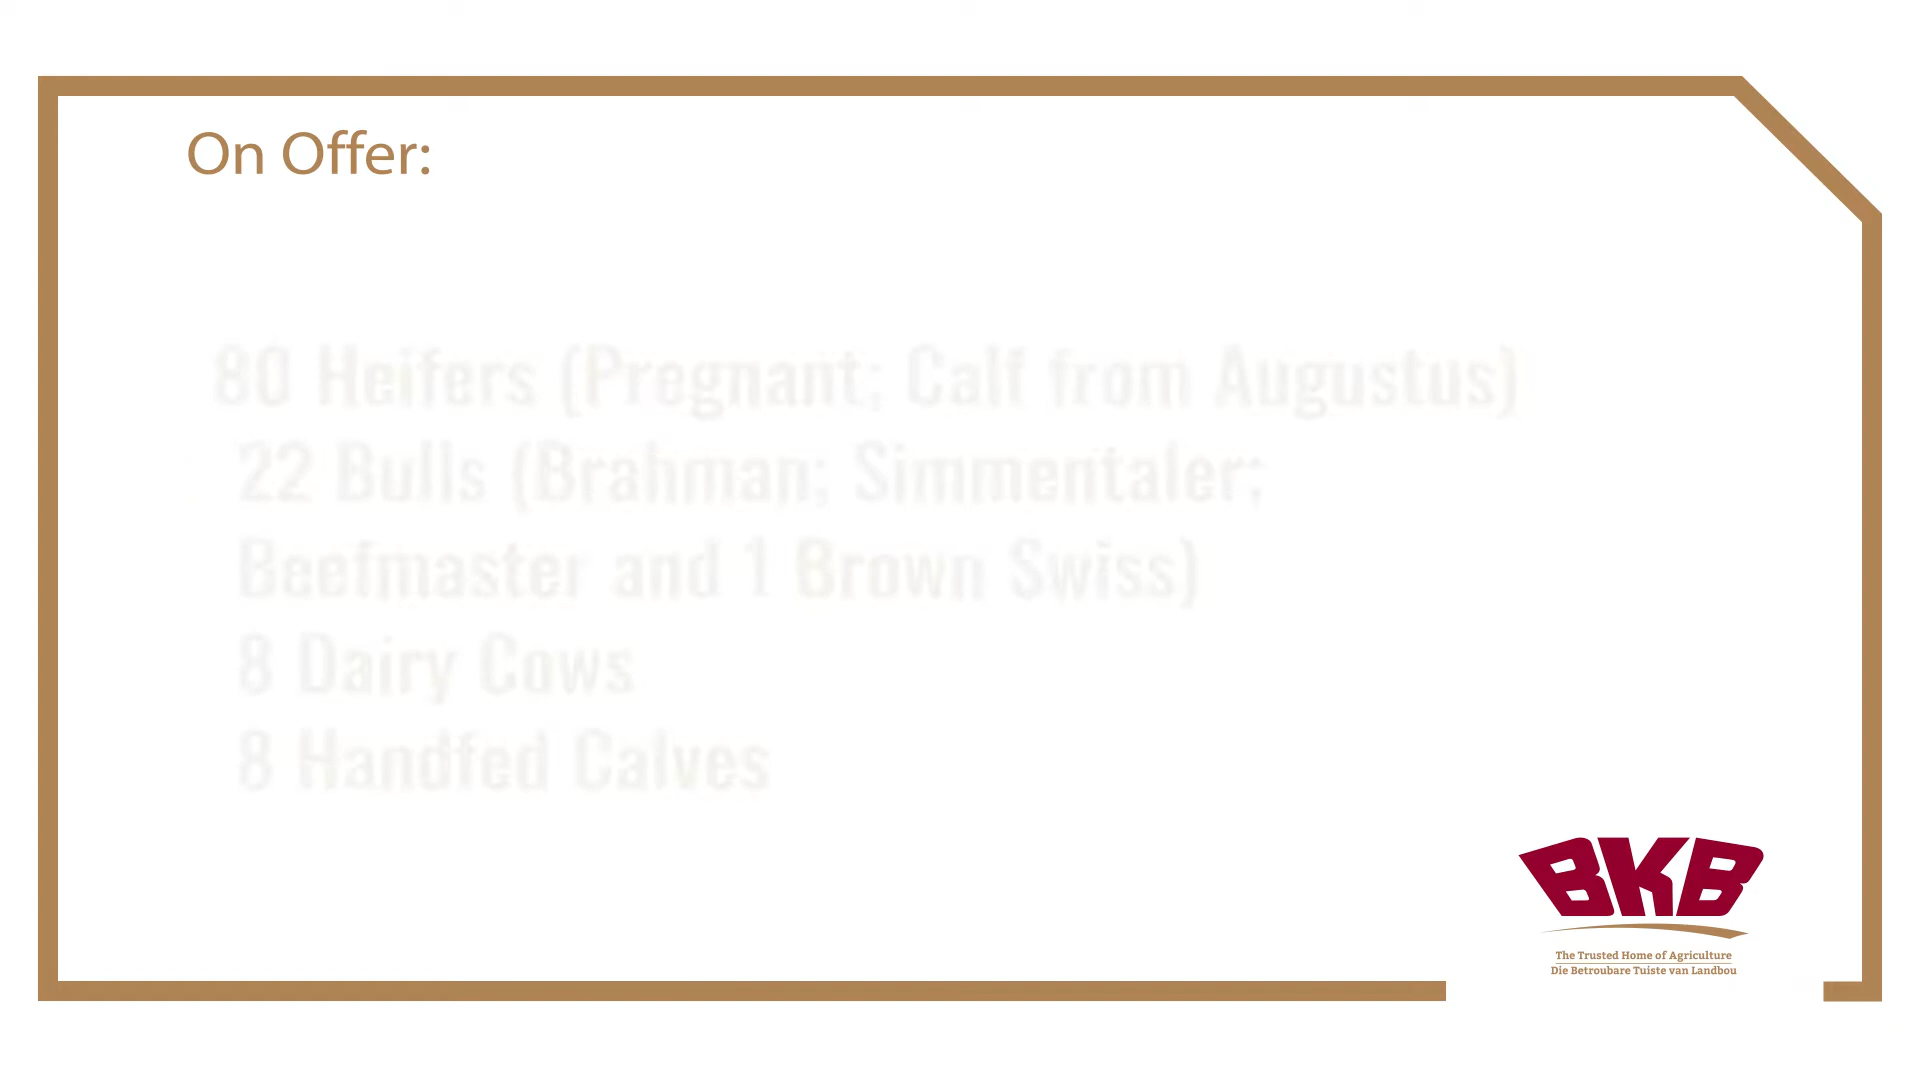 On Offer:
80 Heifers (Pregnant; Calf from Augustus)
22 Bulls (Brahman; Simmentaler;
Beefmaster and 1 Brown Swiss)
8 Dairy Cows
8 Handfed Calves
BKB
The Trusted Home of Agriculture
Die Betroubare Tuiste van Landbou